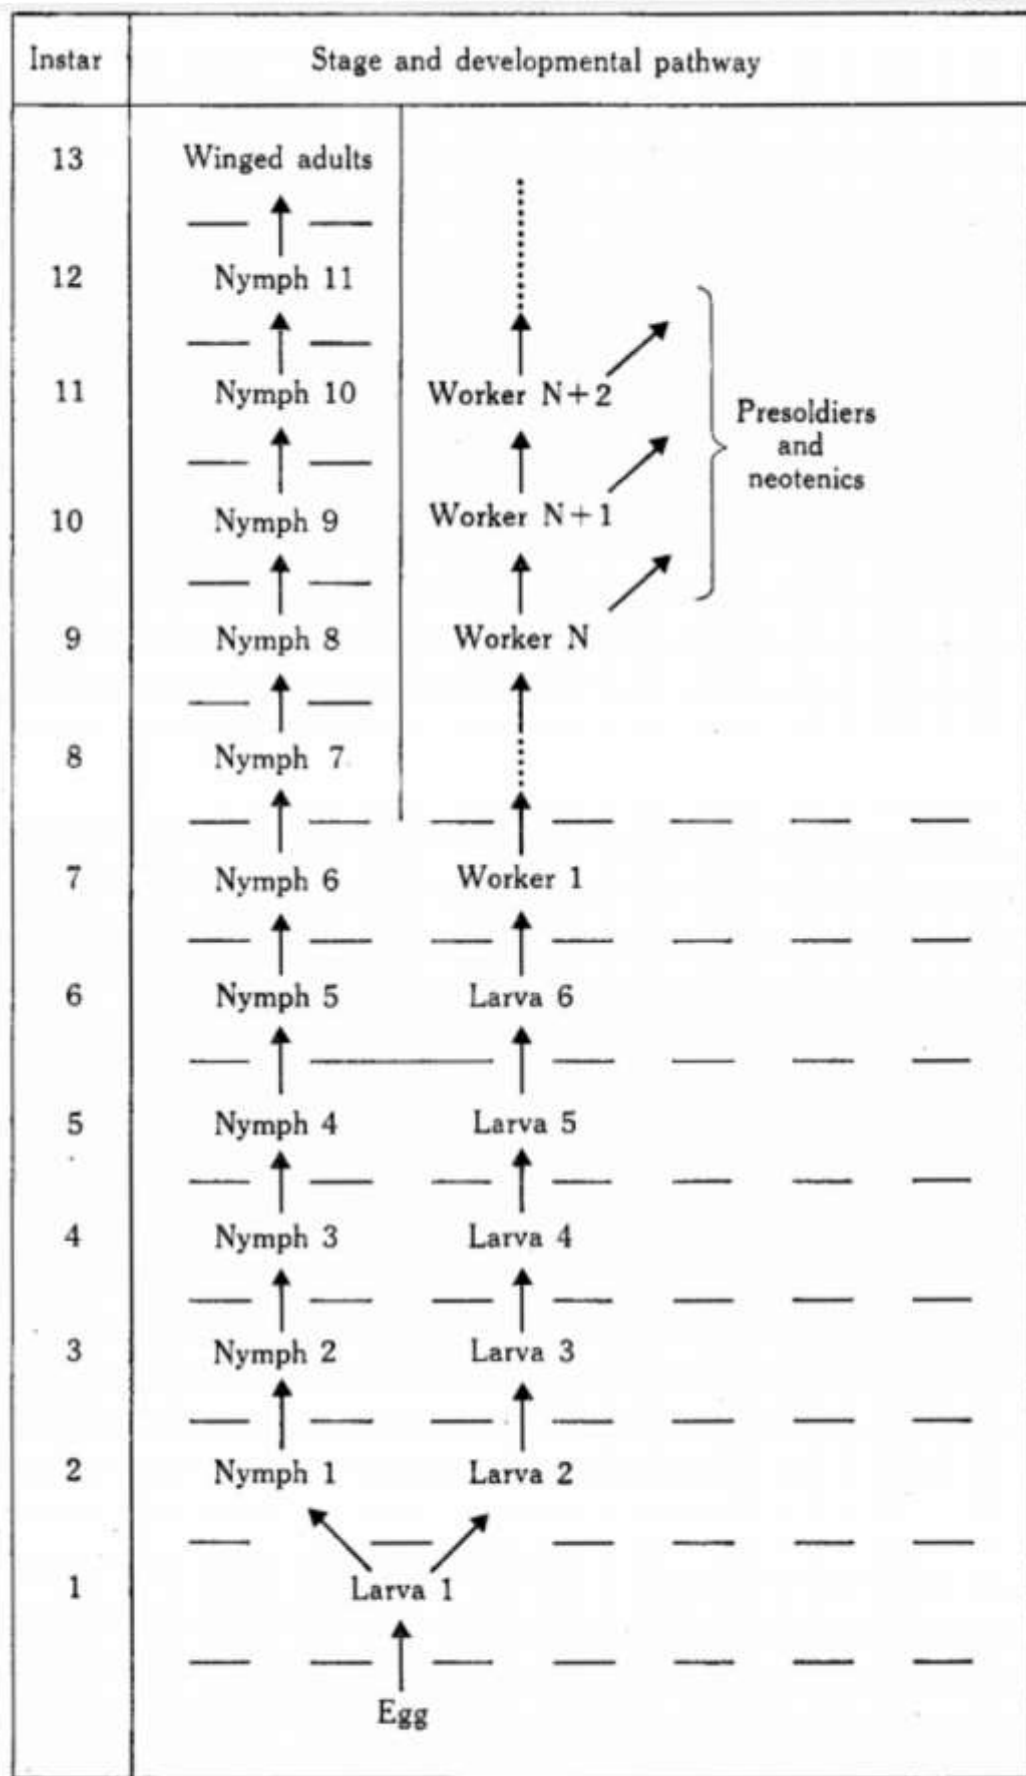 Instar Stage and developmental pathway
13 Winged adults
12 Nymph 11
11 Nymph 10 Worker N+2
Presoldiers
and
neotenics
10 Nymph 9 Worker N+1
9 Nymph 8 Worker N
8 Nymph 7
7 Nymph 6 Worker 1
6 Nymph 5 Larva 6
5 Nymph 4 Larva 5
4 Nymph 3 Larva 4
3 Nymph 2 Larva 3
2 Nymph 1 Larva 2
1 Larva 1
Egg